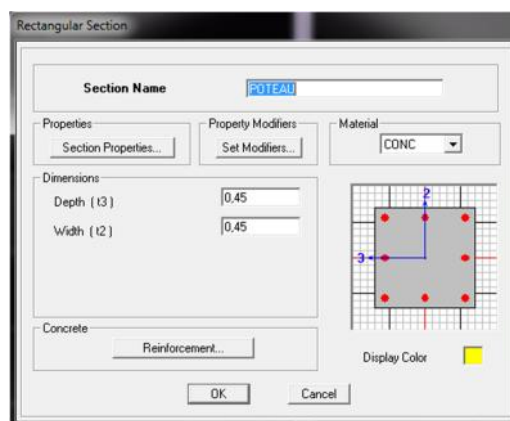 Rectangular Section
Section Name POTEAU
Properties Property Modifiers Material
Section Properties... Set Modifiers... CONC
Dimensions
Depth ( t3 ) 0,45
Width ( t2 ) 0,45
2
3
Concrete
Reinforcement...
Display Color
OK Cancel